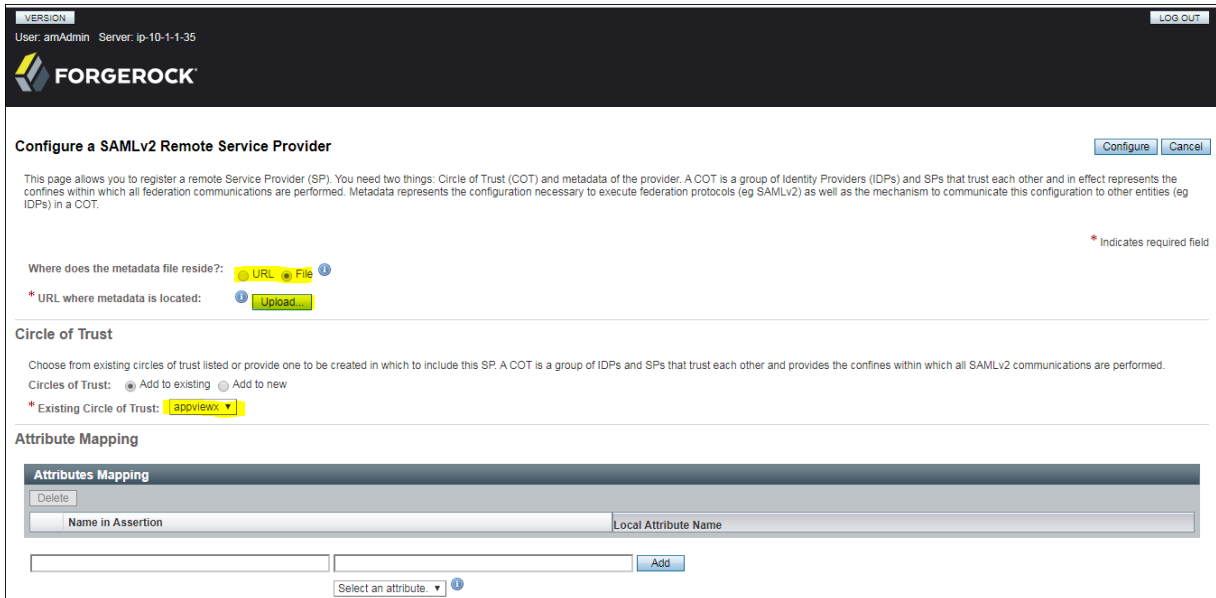 VERSION
LOG OUT
User: amAdmin Server: ip-10-1-1-35
FORGEROCK
Configure a SAMLv2 Remote Service Provider
Configure
Cancel
This page allows you to register a remote Service Provider (SP). You need two things: Circle of Trust (COT) and metadata of the provider. A COT is a group of Identity Providers (IDPs) and SPs that trust each other and in effect represents the
confines within which all federation communications are performed. Metadata represents the configuration necessary to execute federation protocols (eg SAMLv2) as well as the mechanism to communicate this configuration to other entities (eg
IDPs) in a COT.
* Indicates required field
Where does the metadata file reside?: URL File
* URL where metadata is located: Upload...
Circle of Trust
Choose from existing circles of trust listed or provide one to be created in which to include this SP. A COT is a group of IDPs and SPs that trust each other and provides the confines within which all SAMLv2 communications are performed.
Circles of Trust: Add to existing Add to new
* Existing Circle of Trust: appviewx
Attribute Mapping
Attributes Mapping
Delete
Name in Assertion
Local Attribute Name
Add
Select an attribute.